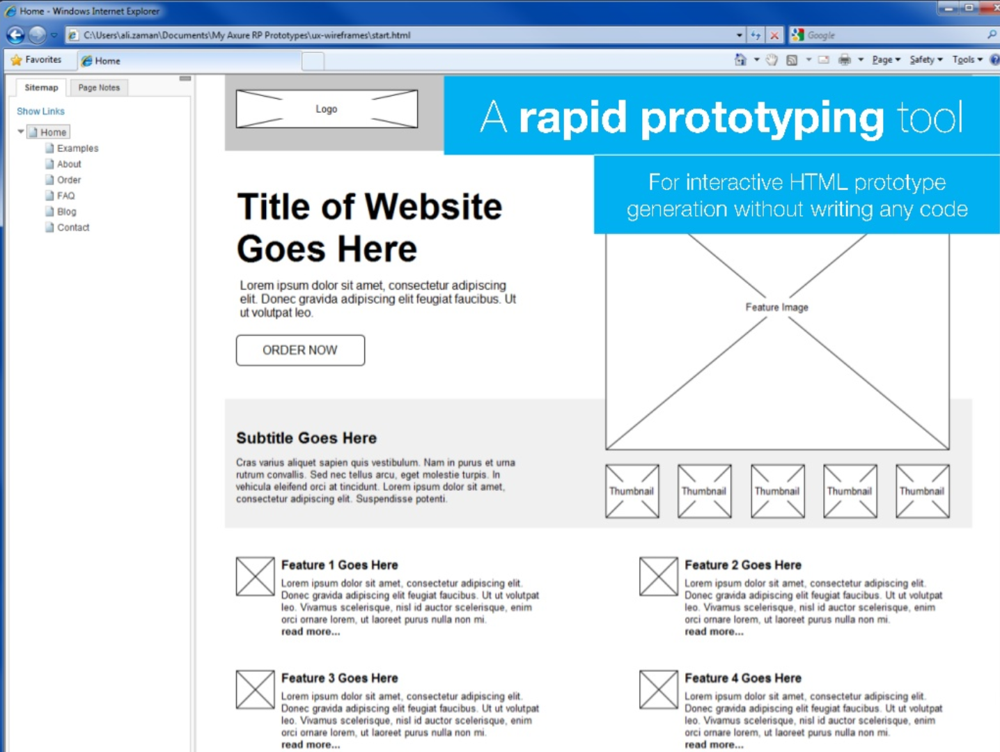 Home - Windows Internet Explorer
C:\Users\ali.zaman\Documents\My Axure RP Prototypes\ux-wireframes\start.html
Google
Favorites
Home
Page
Safety
Tools
Sitemap
Page Notes
Show Links
Home
Examples
About
Order
FAQ
Blog
Contact
Logo
A rapid prototyping tool
For interactive HTML prototype
generation without writing any code
Title of Website
Goes Here
Lorem ipsum dolor sit amet, consectetur adipiscing
elit. Donec gravida adipiscing elit feugiat faucibus. Ut
ut volutpat leo.
ORDER NOW
Feature Image
Subtitle Goes Here
Cras varius aliquet sapien quis vestibulum. Nam in purus et urna
rutrum convallis. Sed nec tellus arcu, eget molestie turpis. In
vehicula eleifend orci at tincidunt. Lorem ipsum dolor sit amet,
consectetur adipiscing elit. Suspendisse potenti.
Thumbnail
Thumbnail
Thumbnail
Thumbnail
Thumbnail
Feature 1 Goes Here
Lorem ipsum dolor sit amet, consectetur adipiscing elit.
Donec gravida adipiscing elit feugiat faucibus. Ut ut volutpat
leo. Vivamus scelerisque, nisl id auctor scelerisque, enim
orci ornare lorem, ut laoreet purus nulla non mi.
read more...
Feature 2 Goes Here
Lorem ipsum dolor sit amet, consectetur adipiscing elit.
Donec gravida adipiscing elit feugiat faucibus. Ut ut volutpat
leo. Vivamus scelerisque, nisl id auctor scelerisque, enim
orci ornare lorem, ut laoreet purus nulla non mi.
read more...
Feature 3 Goes Here
Lorem ipsum dolor sit amet, consectetur adipiscing elit.
Donec gravida adipiscing elit feugiat faucibus. Ut ut volutpat
leo. Vivamus scelerisque, nisl id auctor scelerisque, enim
orci ornare lorem, ut laoreet purus nulla non mi.
read more...
Feature 4 Goes Here
Lorem ipsum dolor sit amet, consectetur adipiscing elit.
Donec gravida adipiscing elit feugiat faucibus. Ut ut volutpat
leo. Vivamus scelerisque, nisl id auctor scelerisque, enim
orci ornare lorem, ut laoreet purus nulla non mi.
read more...